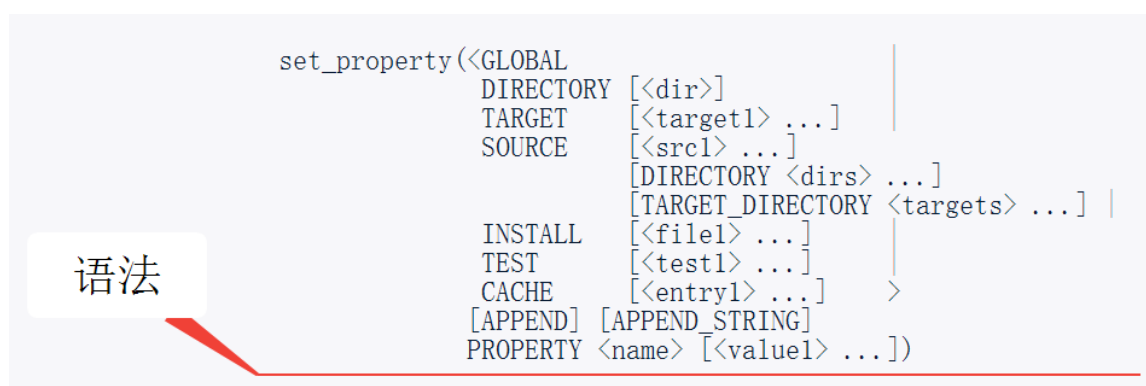 set_property(<GLOBAL |
DIRECTORY [<dir>] |
TARGET [<target1> ...] |
SOURCE [<src1> ...]
[DIRECTORY <dirs> ...]
[TARGET_DIRECTORY <targets> ...] |
INSTALL [<file1> ...] |
TEST [<test1> ...] |
CACHE [<entry1> ...] >
[APPEND] [APPEND_STRING]
PROPERTY <name> [<value1> ...])
语法